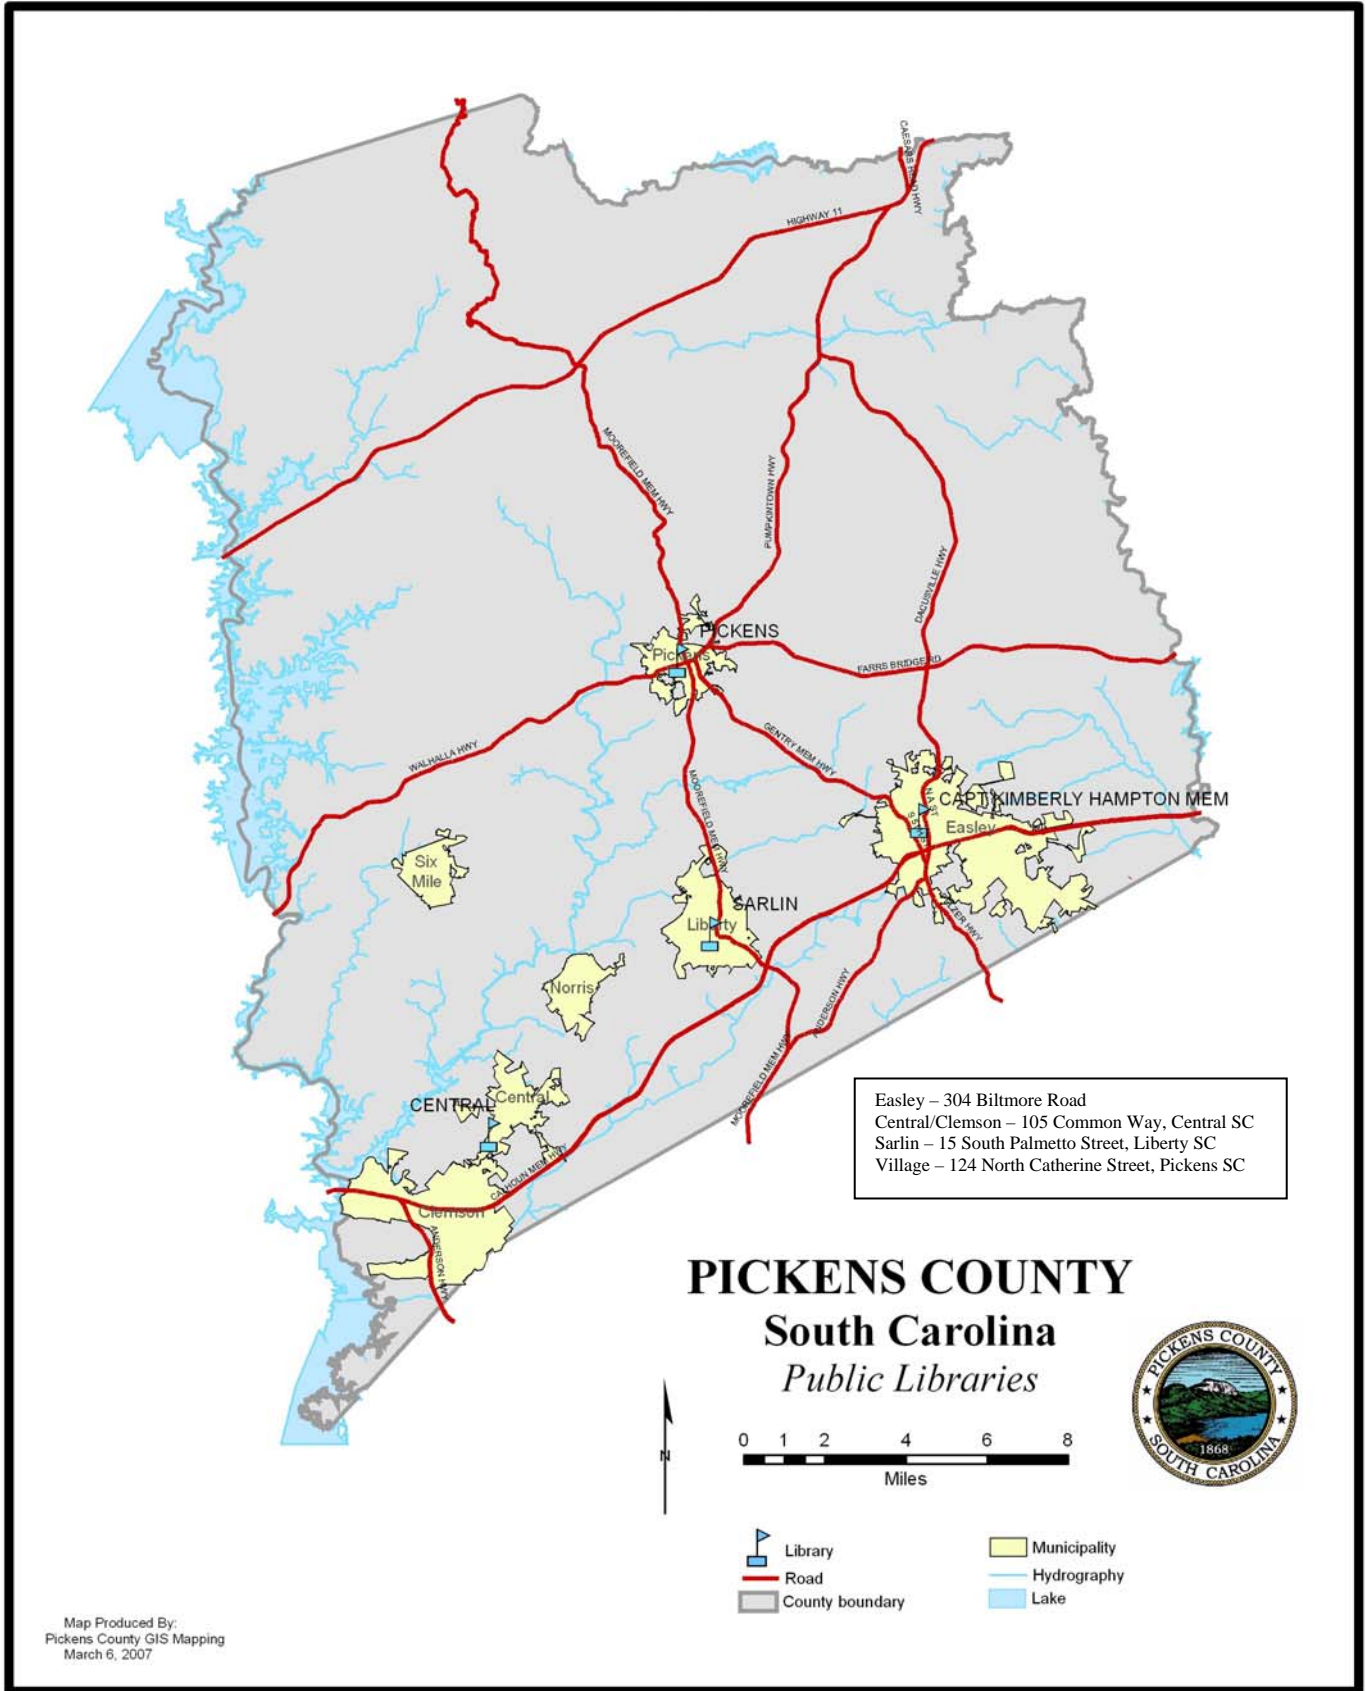 CAESARS HEAD HWY
HIGHWAY 11
MOOREFIELD MEM HWY
PUMPKINTOWN HWY
DACUSVILLE HWY
PICKENS
Pickens
FARRS BRIDGE RD
WALHALLA HWY
GENTRY MEM HWY
MOOREFIELD MEM HWY
N A ST
CAPT KIMBERLY HAMPTON MEM
Easley
Six
Mile
SARLIN
Liberty
Norris
ANDERSON HWY
MOOREFIELD MEM HWY
CENTRAL
Central
CALHOUN MEM HWY
Clemson
ANDERSON HWY
Easley – 304 Biltmore Road
Central/Clemson – 105 Common Way, Central SC
Sarlin – 15 South Palmetto Street, Liberty SC
Village – 124 North Catherine Street, Pickens SC
PICKENS COUNTY
South Carolina
Public Libraries
PICKENS COUNTY
1868
SOUTH CAROLINA
N
0 1 2 4 6 8
Miles
Library
Road
County boundary
Municipality
Hydrography
Lake
Map Produced By:
Pickens County GIS Mapping
March 6, 2007